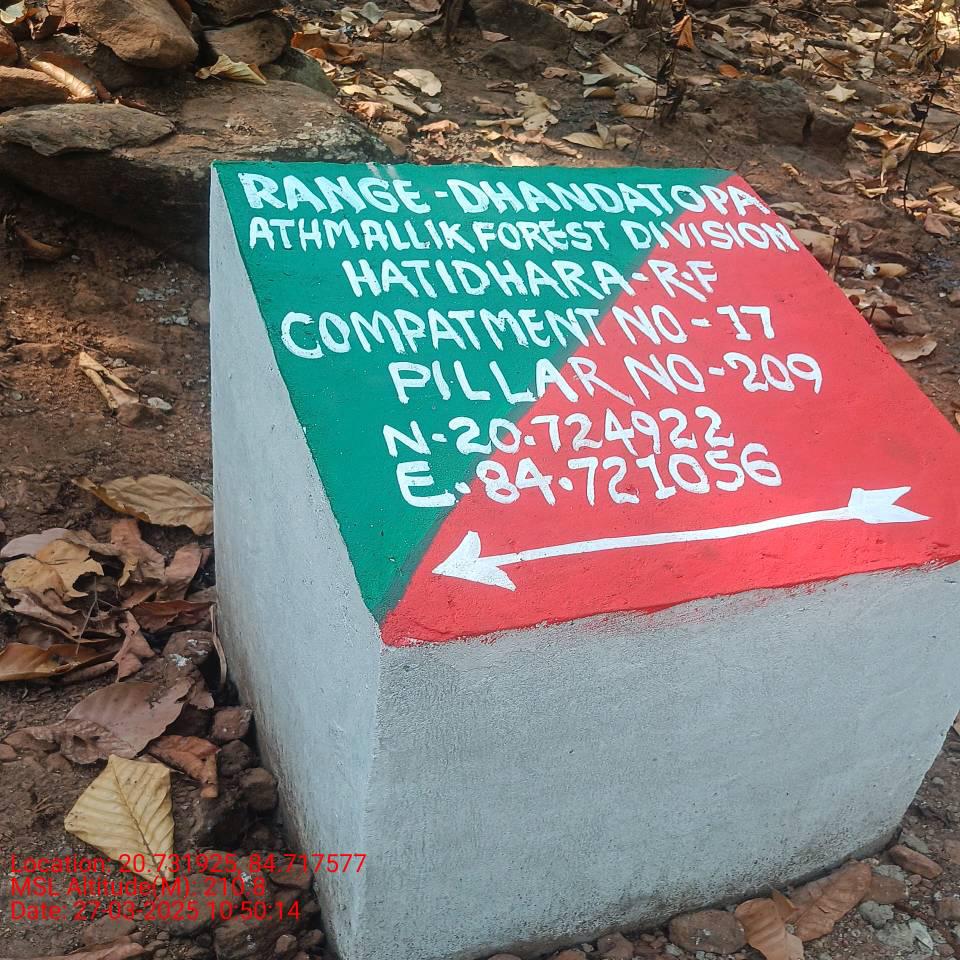 RANGE-DHANDATOPA
ATHMALLIK FOREST DIVISION
HATIDHARA-R.F
COMPATMENT NO-17
PILLAR NO-209
N-20.724922
E.84.721056
Location: 20.731925, 84.717577
MSL Altitude(M): 210.8
Date: 27-03-2025 10:50:14